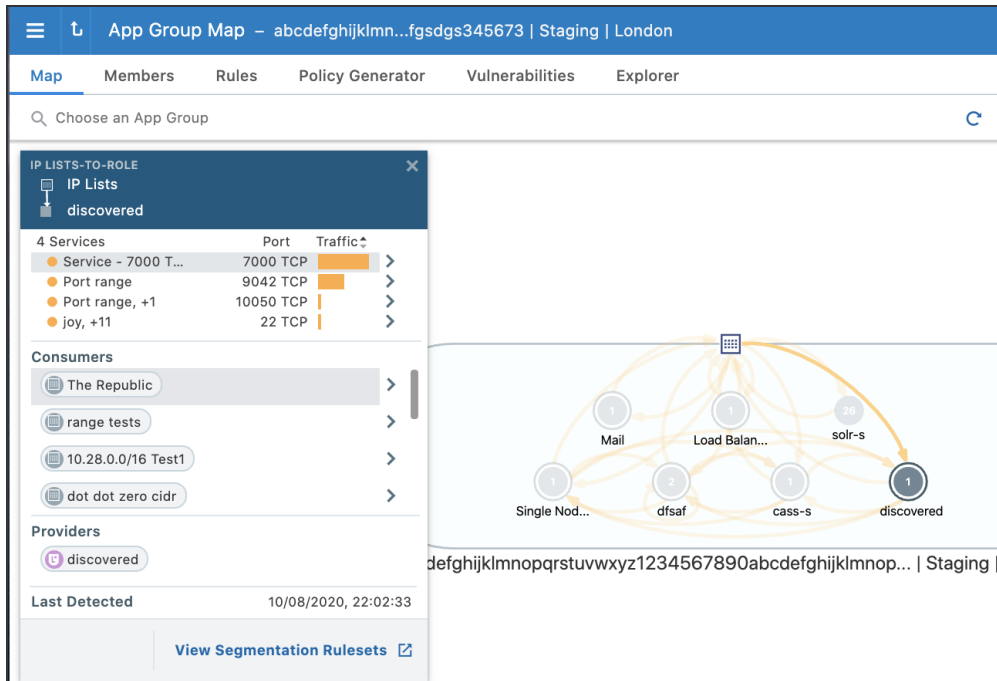 App Group Map – abcdefghijklmn...fgsdgs345673 | Staging | London
Map Members Rules Policy Generator Vulnerabilities Explorer
Choose an App Group
IP LISTS-TO-ROLE
IP Lists
discovered
4 Services Port Traffic
Service - 7000 T... 7000 TCP
Port range 9042 TCP
Port range, +1 10050 TCP
joy, +11 22 TCP
Consumers
The Republic
range tests
10.28.0.0/16 Test1
dot dot zero cidr
Providers
discovered
Last Detected 10/08/2020, 22:02:33
View Segmentation Rulesets
1 1 26
Mail Load Balan... solr-s
1 2 1 1
Single Nod... dfsaf cass-s discovered
defghijklmnopqrstuvwxyz1234567890abcdefghijklmnop... | Staging |